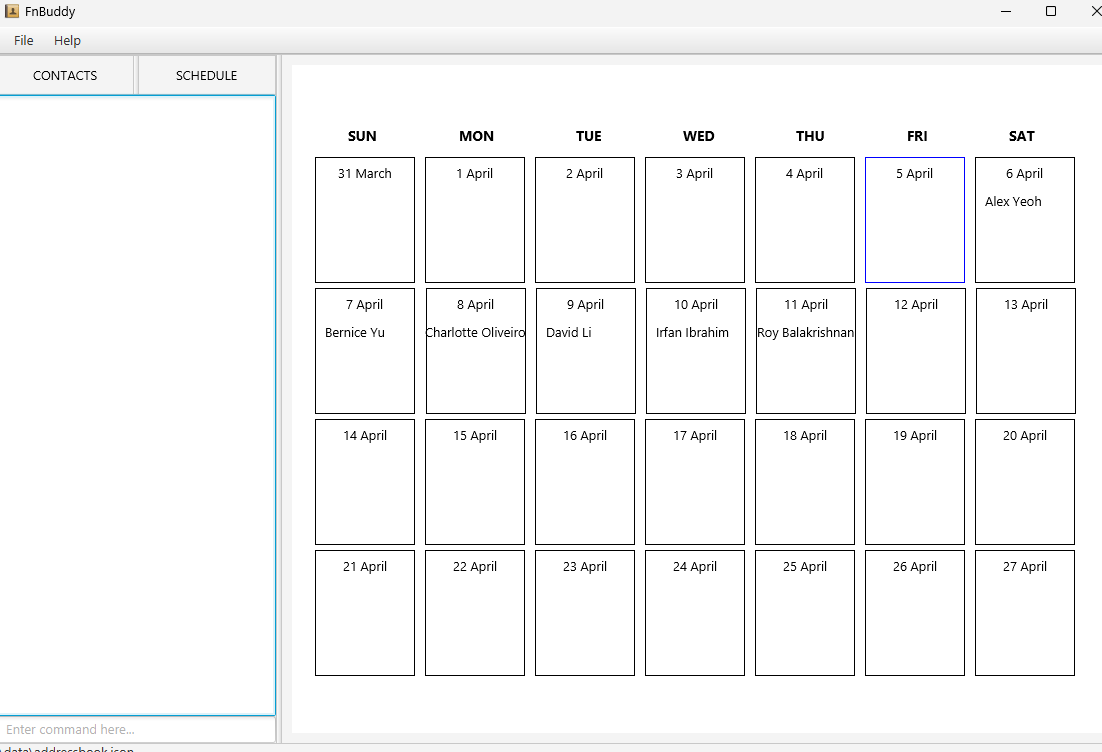 FnBuddy
File Help
CONTACTS SCHEDULE
SUN MON TUE WED THU FRI SAT
31 March 1 April 2 April 3 April 4 April 5 April 6 April
Alex Yeoh
7 April 8 April 9 April 10 April 11 April 12 April 13 April
Bernice Yu Charlotte Oliveiro David Li Irfan Ibrahim Roy Balakrishnan
14 April 15 April 16 April 17 April 18 April 19 April 20 April
21 April 22 April 23 April 24 April 25 April 26 April 27 April
Enter command here...
\data\addressbook.json